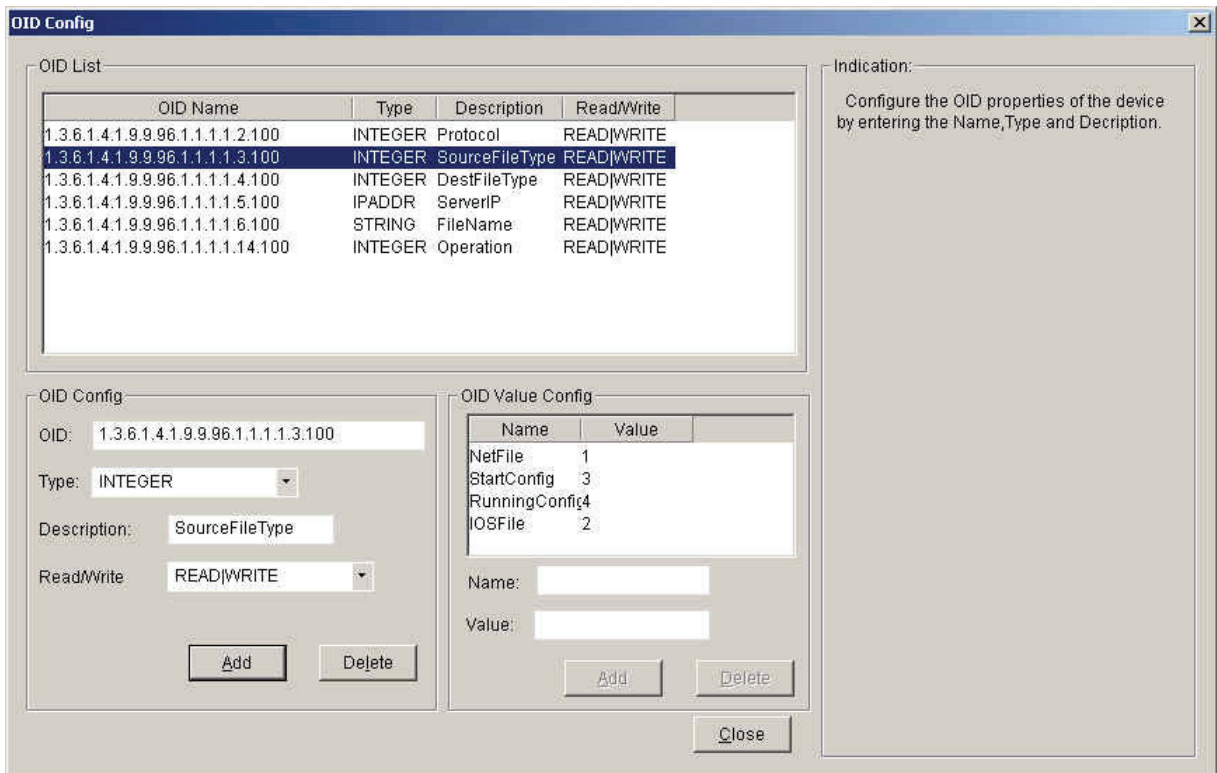 OID Config
OID List
OID Name Type Description Read/Write
1.3.6.1.4.1.9.9.96.1.1.1.1.2.100 INTEGER Protocol READ|WRITE
1.3.6.1.4.1.9.9.96.1.1.1.1.3.100 INTEGER SourceFileType READ|WRITE
1.3.6.1.4.1.9.9.96.1.1.1.1.4.100 INTEGER DestFileType READ|WRITE
1.3.6.1.4.1.9.9.96.1.1.1.1.5.100 IPADDR ServerIP READ|WRITE
1.3.6.1.4.1.9.9.96.1.1.1.1.6.100 STRING FileName READ|WRITE
1.3.6.1.4.1.9.9.96.1.1.1.1.14.100 INTEGER Operation READ|WRITE
Indication:
Configure the OID properties of the device
by entering the Name,Type and Decription.
OID Config
OID: 1.3.6.1.4.1.9.9.96.1.1.1.1.3.100
Type: INTEGER
Description: SourceFileType
Read/Write READ|WRITE
Add Delete
OID Value Config
Name Value
NetFile 1
StartConfig 3
RunningConfig 4
IOSFile 2
Name:
Value:
Add Delete
Close